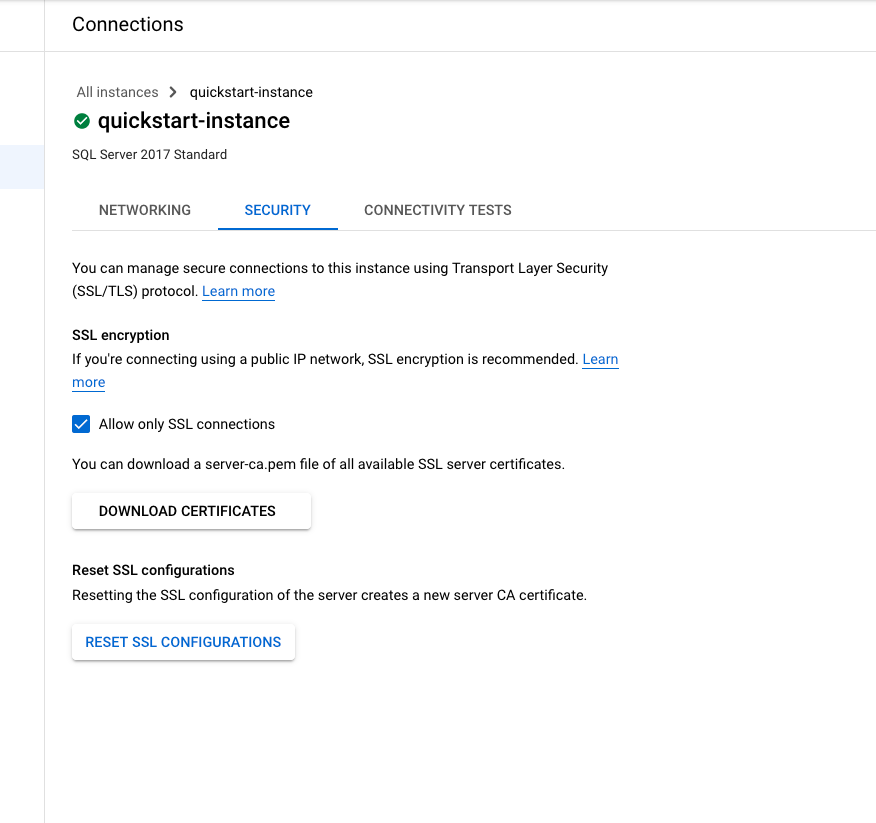 Connections
All instances quickstart-instance
quickstart-instance
SQL Server 2017 Standard
NETWORKING SECURITY CONNECTIVITY TESTS
You can manage secure connections to this instance using Transport Layer Security
(SSL/TLS) protocol. Learn more
SSL encryption
If you're connecting using a public IP network, SSL encryption is recommended. Learn
more
Allow only SSL connections
You can download a server-ca.pem file of all available SSL server certificates.
DOWNLOAD CERTIFICATES
Reset SSL configurations
Resetting the SSL configuration of the server creates a new server CA certificate.
RESET SSL CONFIGURATIONS